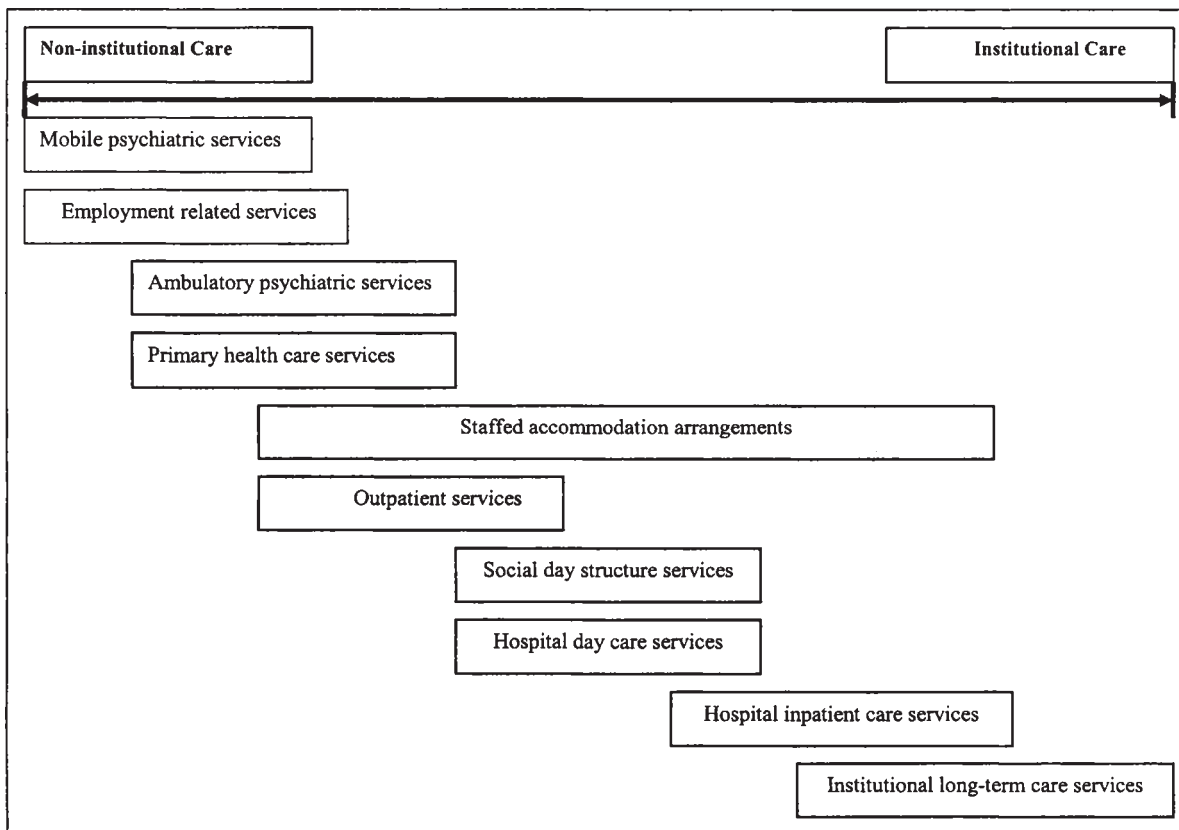 Non-institutional Care
Institutional Care
Mobile psychiatric services
Employment related services
Ambulatory psychiatric services
Primary health care services
Staffed accommodation arrangements
Outpatient services
Social day structure services
Hospital day care services
Hospital inpatient care services
Institutional long-term care services